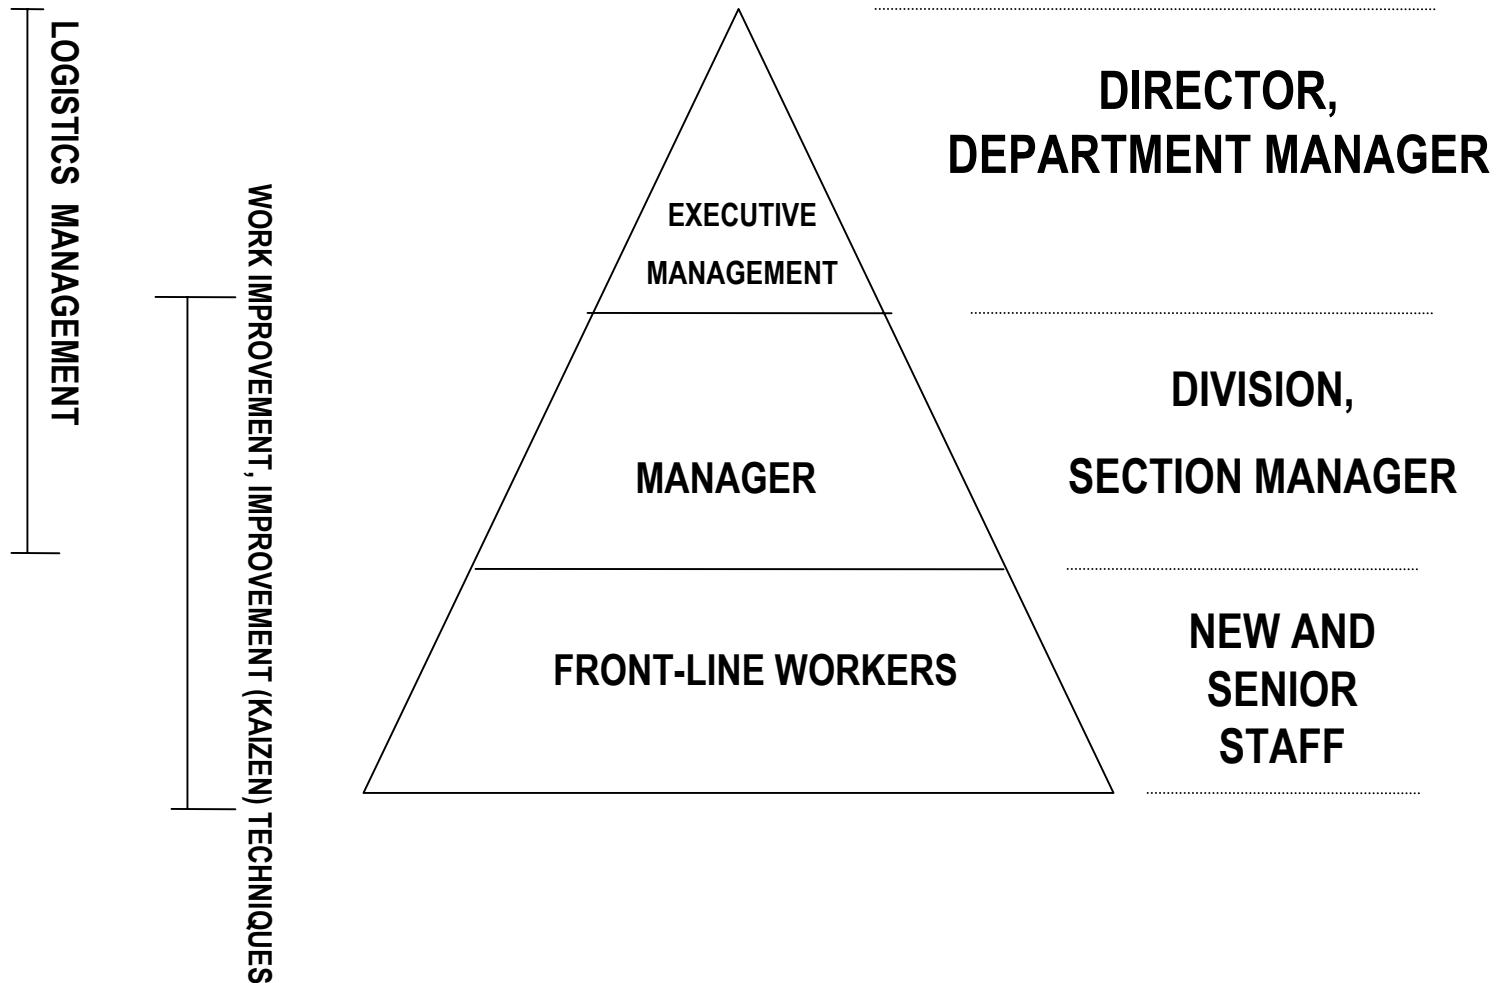 LOGISTICS MANAGEMENT
WORK IMPROVEMENT, IMPROVEMENT (KAIZEN) TECHNIQUES
EXECUTIVE
MANAGEMENT
MANAGER
FRONT-LINE WORKERS
DIRECTOR,
DEPARTMENT MANAGER
DIVISION,
SECTION MANAGER
NEW AND
SENIOR
STAFF